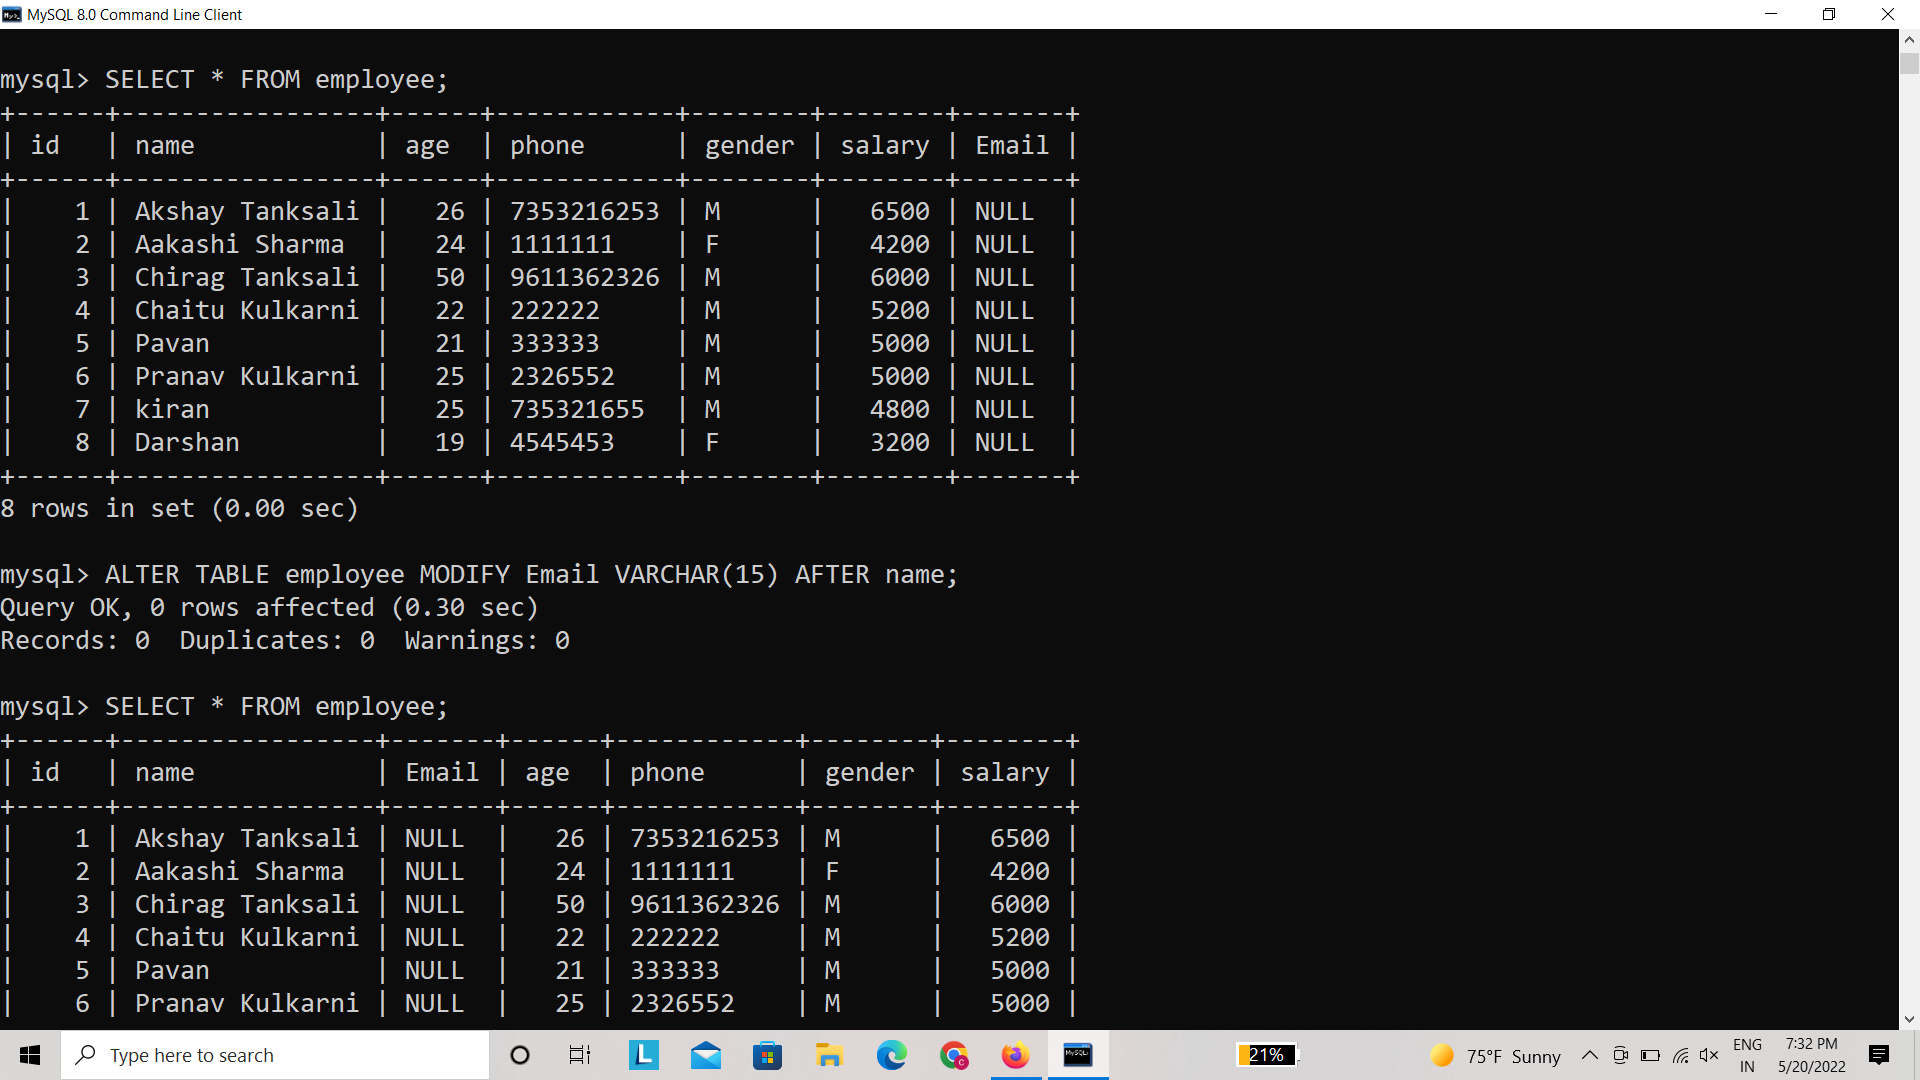 MySQL 8.0 Command Line Client
mysql> SELECT * FROM employee;
+------+-----------------+------+------------+--------+--------+-------+
| id   | name            | age  | phone      | gender | salary | Email |
+------+-----------------+------+------------+--------+--------+-------+
|    1 | Akshay Tanksali |   26 | 7353216253 | M      |   6500 | NULL  |
|    2 | Aakashi Sharma  |   24 | 1111111    | F      |   4200 | NULL  |
|    3 | Chirag Tanksali |   50 | 9611362326 | M      |   6000 | NULL  |
|    4 | Chaitu Kulkarni |   22 | 222222     | M      |   5200 | NULL  |
|    5 | Pavan           |   21 | 333333     | M      |   5000 | NULL  |
|    6 | Pranav Kulkarni |   25 | 2326552    | M      |   5000 | NULL  |
|    7 | kiran           |   25 | 735321655  | M      |   4800 | NULL  |
|    8 | Darshan         |   19 | 4545453    | F      |   3200 | NULL  |
+------+-----------------+------+------------+--------+--------+-------+
8 rows in set (0.00 sec)
mysql> ALTER TABLE employee MODIFY Email VARCHAR(15) AFTER name;
Query OK, 0 rows affected (0.30 sec)
Records: 0  Duplicates: 0  Warnings: 0
mysql> SELECT * FROM employee;
+------+-----------------+-------+------+------------+--------+--------+
| id   | name            | Email | age  | phone      | gender | salary |
+------+-----------------+-------+------+------------+--------+--------+
|    1 | Akshay Tanksali | NULL  |   26 | 7353216253 | M      |   6500 |
|    2 | Aakashi Sharma  | NULL  |   24 | 1111111    | F      |   4200 |
|    3 | Chirag Tanksali | NULL  |   50 | 9611362326 | M      |   6000 |
|    4 | Chaitu Kulkarni | NULL  |   22 | 222222     | M      |   5200 |
|    5 | Pavan           | NULL  |   21 | 333333     | M      |   5000 |
|    6 | Pranav Kulkarni | NULL  |   25 | 2326552    | M      |   5000 |
Type here to search
L
C
MySQL
21%
75°F Sunny
ENG
IN
7:32 PM
5/20/2022